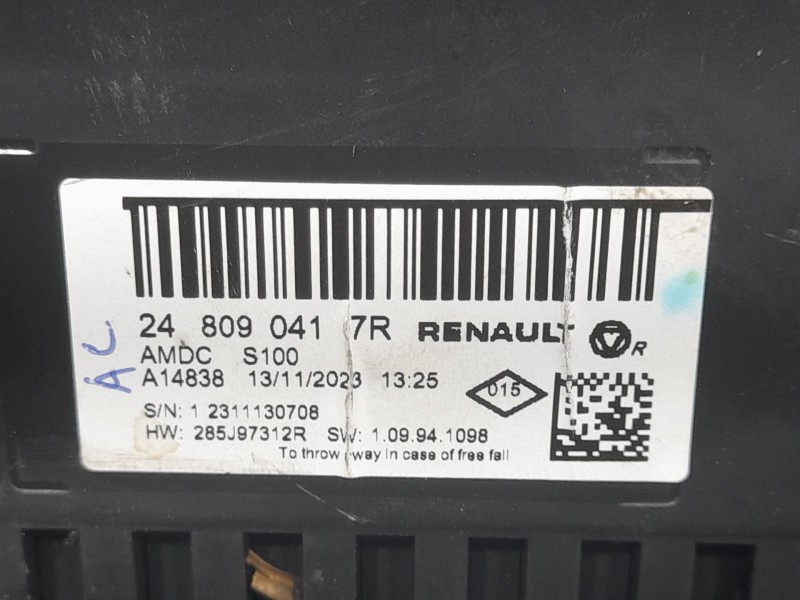 24 809 041 7R RENAULT R
AMDC S100
A14838 13/11/2023 13:25 015
S/N: 1 2311130708
HW: 285J97312R SW: 1.09.94.1098
To throw way in case of free fall
AC